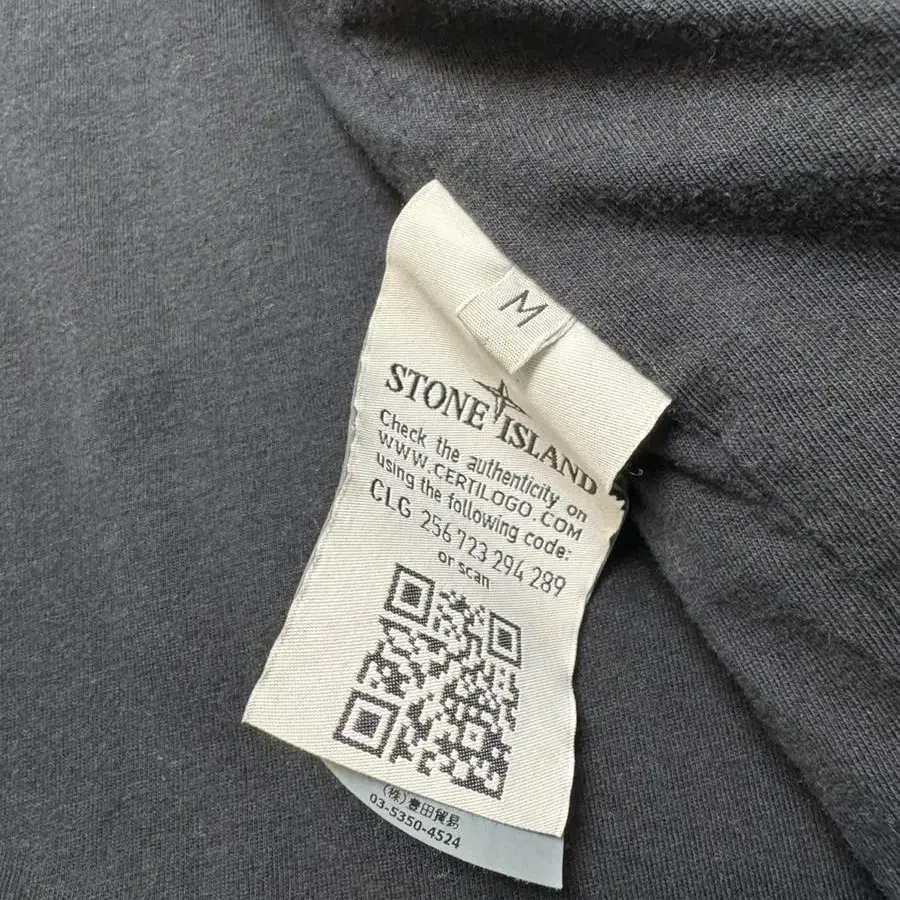 M
STONE ISLAND
Check the authenticity on
WWW.CERTILOGO.COM
using the following code:
CLG 256 723 294 289
or scan
(株)豊田貿易
03-5350-4524